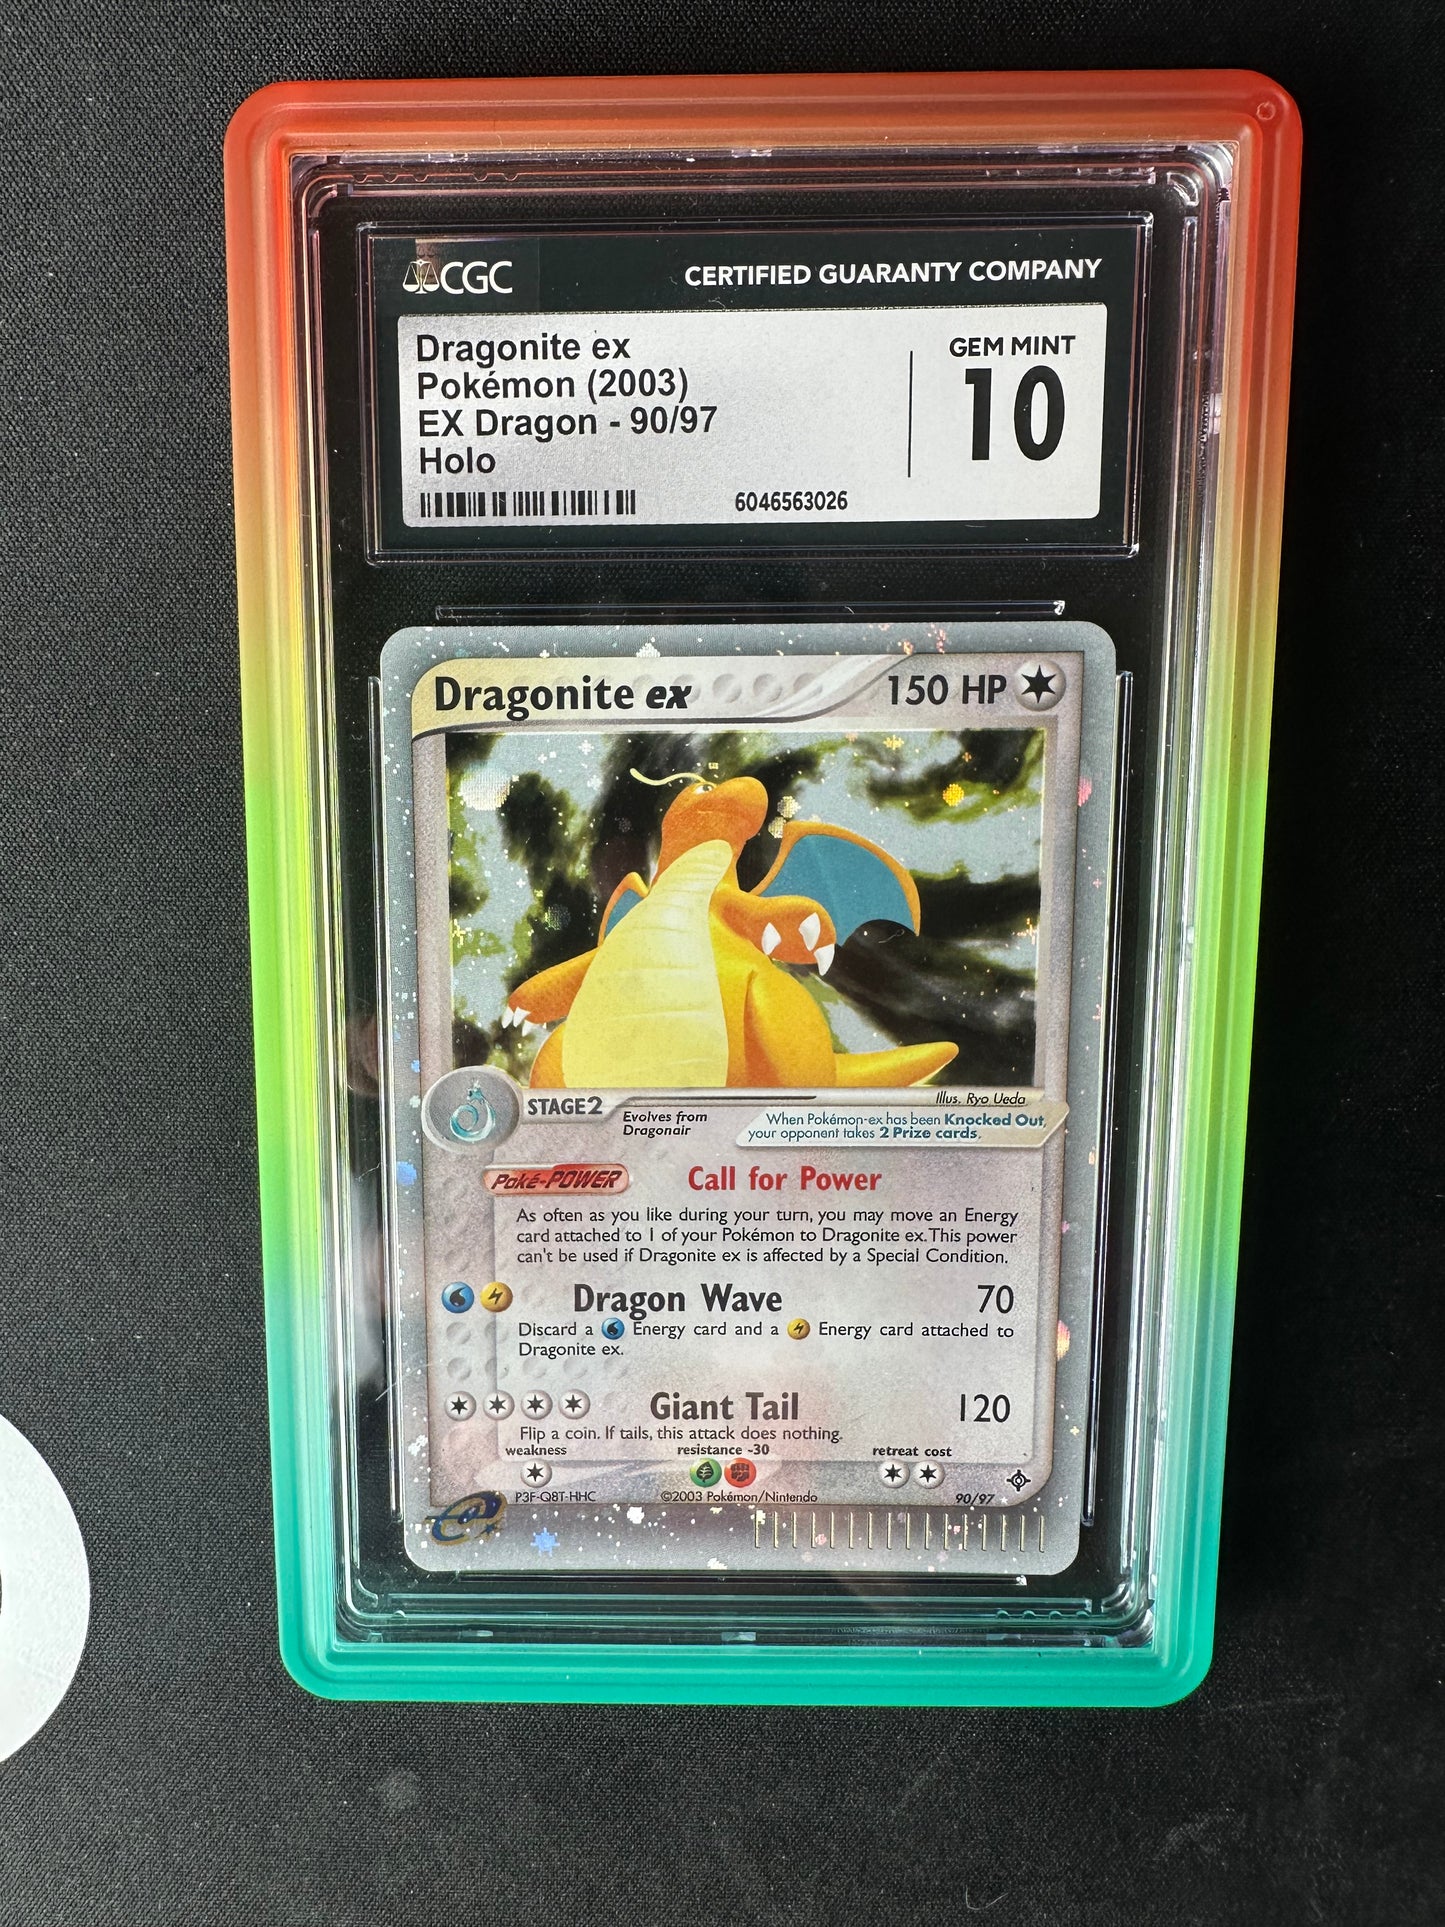 CGC
CERTIFIED GUARANTY COMPANY
Dragonite ex
Pokémon (2003)
EX Dragon - 90/97
Holo
GEM MINT
10
6046563026
Dragonite ex
150 HP
Illus. Ryo Ueda
STAGE2
Evolves from
Dragonair
When Pokémon-ex has been Knocked Out,
your opponent takes 2 Prize cards.
Poké-POWER
Call for Power
As often as you like during your turn, you may move an Energy
card attached to 1 of your Pokémon to Dragonite ex. This power
can't be used if Dragonite ex is affected by a Special Condition.
Dragon Wave 70
Discard a Energy card and a Energy card attached to
Dragonite ex.
Giant Tail 120
Flip a coin. If tails, this attack does nothing.
weakness resistance -30 retreat cost
P3F-Q8T-HHC ©2003 Pokémon/Nintendo 90/97 ★
e